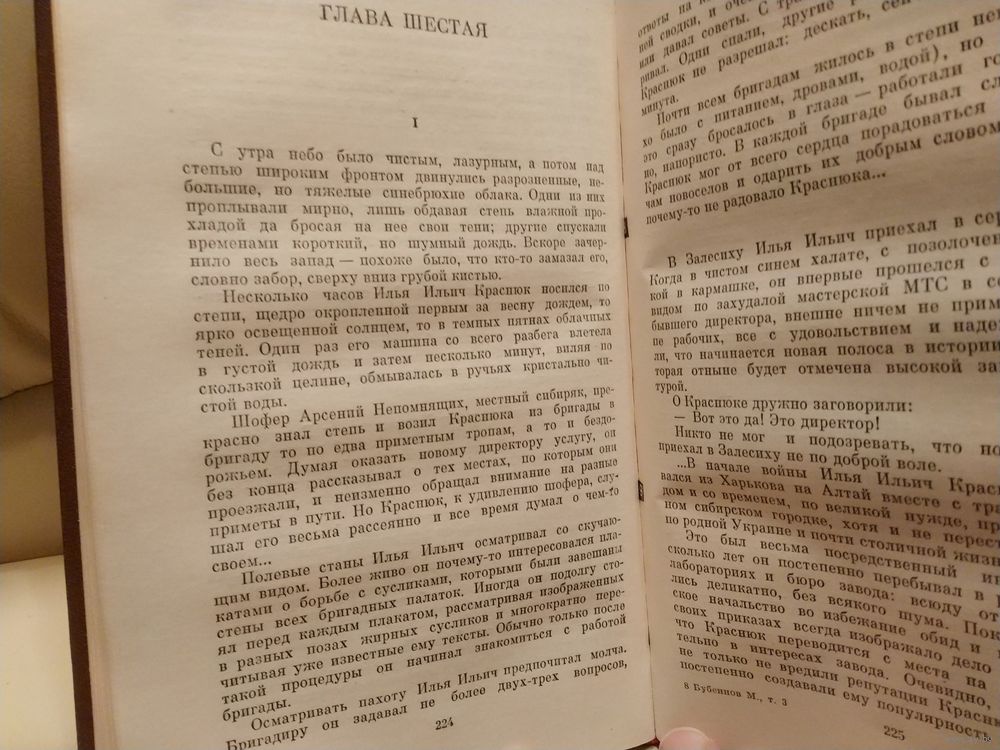 ГЛАВА ШЕСТАЯ
I
С утра небо было чистым, лазурным, а потом над
степью широким фронтом двинулись разрозненные, не-
большие, но тяжелые синебрюхие облака. Одни из них
проплывали мирно, лишь обдавая степь влажной про-
хладой да бросая на нее свои тени; другие спускали
временами короткий, но шумный дождь. Вскоре зачер-
нило весь запад — похоже было, что кто-то замазал его,
словно забор, сверху вниз грубой кистью.
Несколько часов Илья Ильич Краснюк носился по
степи, щедро окропленной первым за весну дождем, то
ярко освещенной солнцем, то в темных пятнах облачных
теней. Один раз его машина со всего разбега влетела
в густой дождь и затем несколько минут, виляя по
скользкой целине, обмывалась в ручьях кристально чи-
стой воды.
Шофер Арсений Непомнящих, местный сибиряк, пре-
красно знал степь и возил Краснюка из бригады в
бригаду то по едва приметным тропам, а то и бездо-
рожьем. Думая оказать новому директору услугу, он
без конца рассказывал о тех местах, по которым они
проезжали, и неизменно обращал внимание на разные
приметы в пути. Но Краснюк, к удивлению шофера, слу-
шал его весьма рассеянно и все время думал о чем-то
своем...
Полевые станы Илья Ильич осматривал со скучаю-
щим видом. Более живо он почему-то интересовался пла-
катами о борьбе с сусликами, которыми были завешаны
стены всех бригадных палаток. Иногда он подолгу сто-
ял перед каждым плакатом, рассматривая изображенных
в разных позах жирных сусликов и многократно пере-
читывая уже известные ему тексты. Обычно только после
такой процедуры он начинал знакомиться с работой
бригады.
Осматривать пахоту Илья Ильич предпочитал молча.
Бригадиру он задавал не более двух-трех вопросов,
224
ответы на
ней сводки, и
или давал советы. С
ривал. Одни спали, другие
Краснюк не разрешал: дескать,
минута.
Почти всем бригадам жилось в степи
хо было с питанием, дровами, водой), но
это сразу бросалось в глаза — работали
но, напористо. В каждой бригаде бывал
Краснюк мог от всего сердца порадоваться
чам новоселов и одарить их добрым словом
почему-то не радовало Краснюка...
В Залесиху Илья Ильич приехал в
Когда в чистом синем халате, с
кой в кармашке, он впервые прошелся с
видом по захудалой мастерской МТС в
бывшего директора, внешне ничем не
пе рабочих, все с удовольствием и
ли, что начинается новая полоса в истории
торая отныне будет отмечена высокой
турой.
О Краснюке дружно заговорили:
— Вот это да! Это директор!
Никто не мог и подозревать, что
приехал в Залесиху не по доброй воле.
...В начале войны Илья Ильич
вался из Харькова на Алтай вместе с
дом и со временем, по великой нужде,
ном сибирском городке, хотя и не
по родной Украине и почти столичной
Это был весьма посредственный
сколько лет он постепенно перебывал в
лабораториях и бюро завода: всюду
лись деликатно, без всякого шума.
ское начальство во избежание обид и
своих приказах всегда изображало дело
что Краснюк переводится с места на
тельно в интересах завода. Очевидно,
не только не вредили репутации
постепенно создавали ему популярность
8 Бубеннов М., т. 3
225